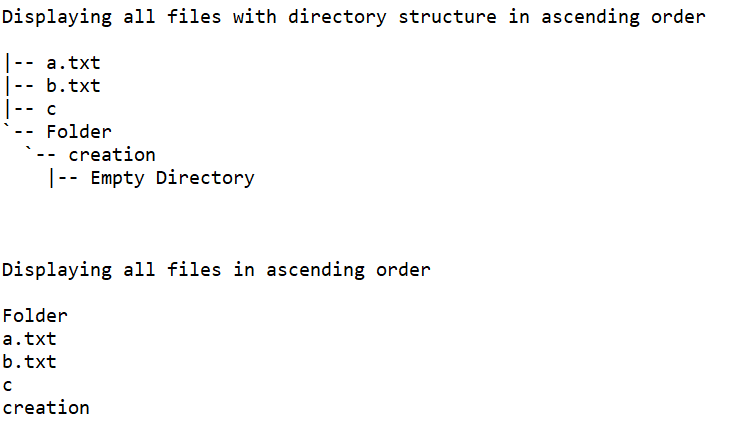 Displaying all files with directory structure in ascending order
|-- a.txt
|-- b.txt
|-- c
`-- Folder
  `-- creation
    |-- Empty Directory
Displaying all files in ascending order
Folder
a.txt
b.txt
c
creation